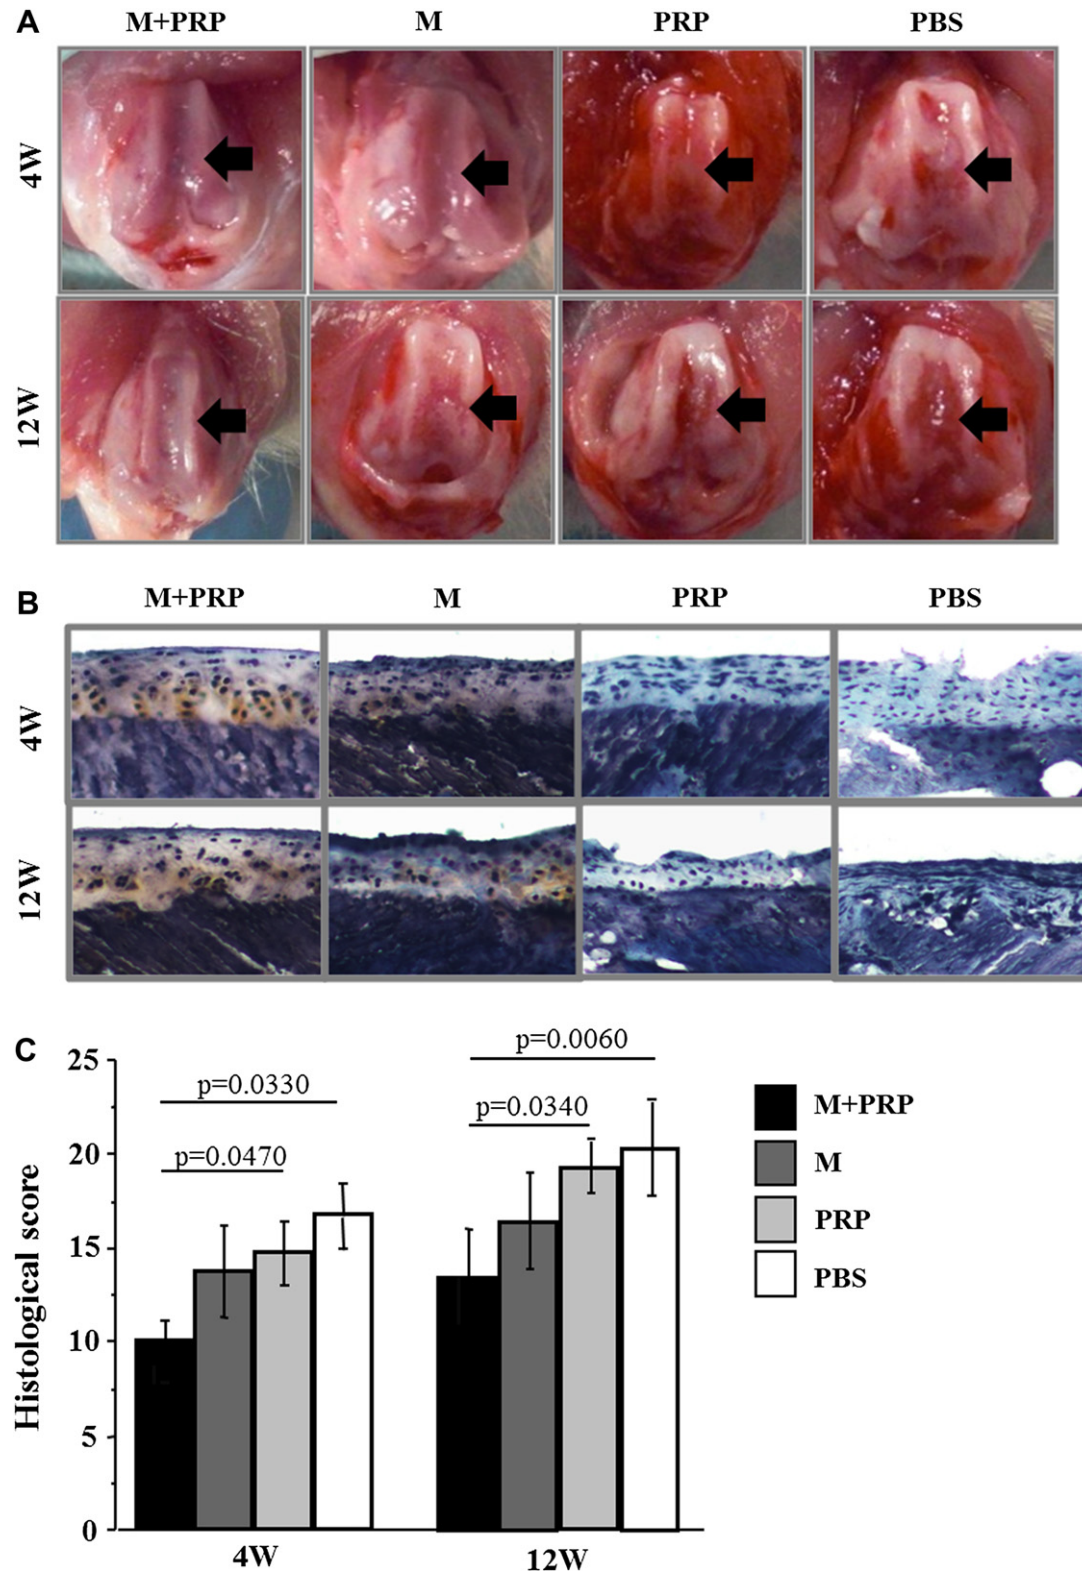 A
M+PRP M PRP PBS
4W
12W
B
M+PRP M PRP PBS
4W
12W
C
Histological score
25
20
15
10
5
0
p=0.0330
p=0.0470
p=0.0060
p=0.0340
4W 12W
M+PRP
M
PRP
PBS